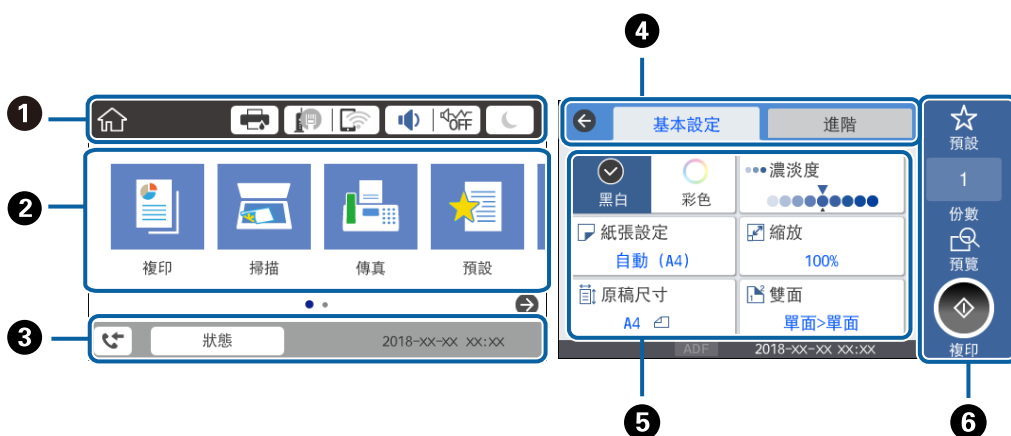 4
1
OFF
2
複印
掃描
傳真
預設
3
狀態
2018-xx-xx xx:xx
基本設定
進階
黑白
彩色
濃淡度
紙張設定
自動 (A4)
縮放
100%
原稿尺寸
A4
雙面
單面>單面
ADF
2018-xx-xx xx:xx
預設
1
份數
預覽
複印
5
6